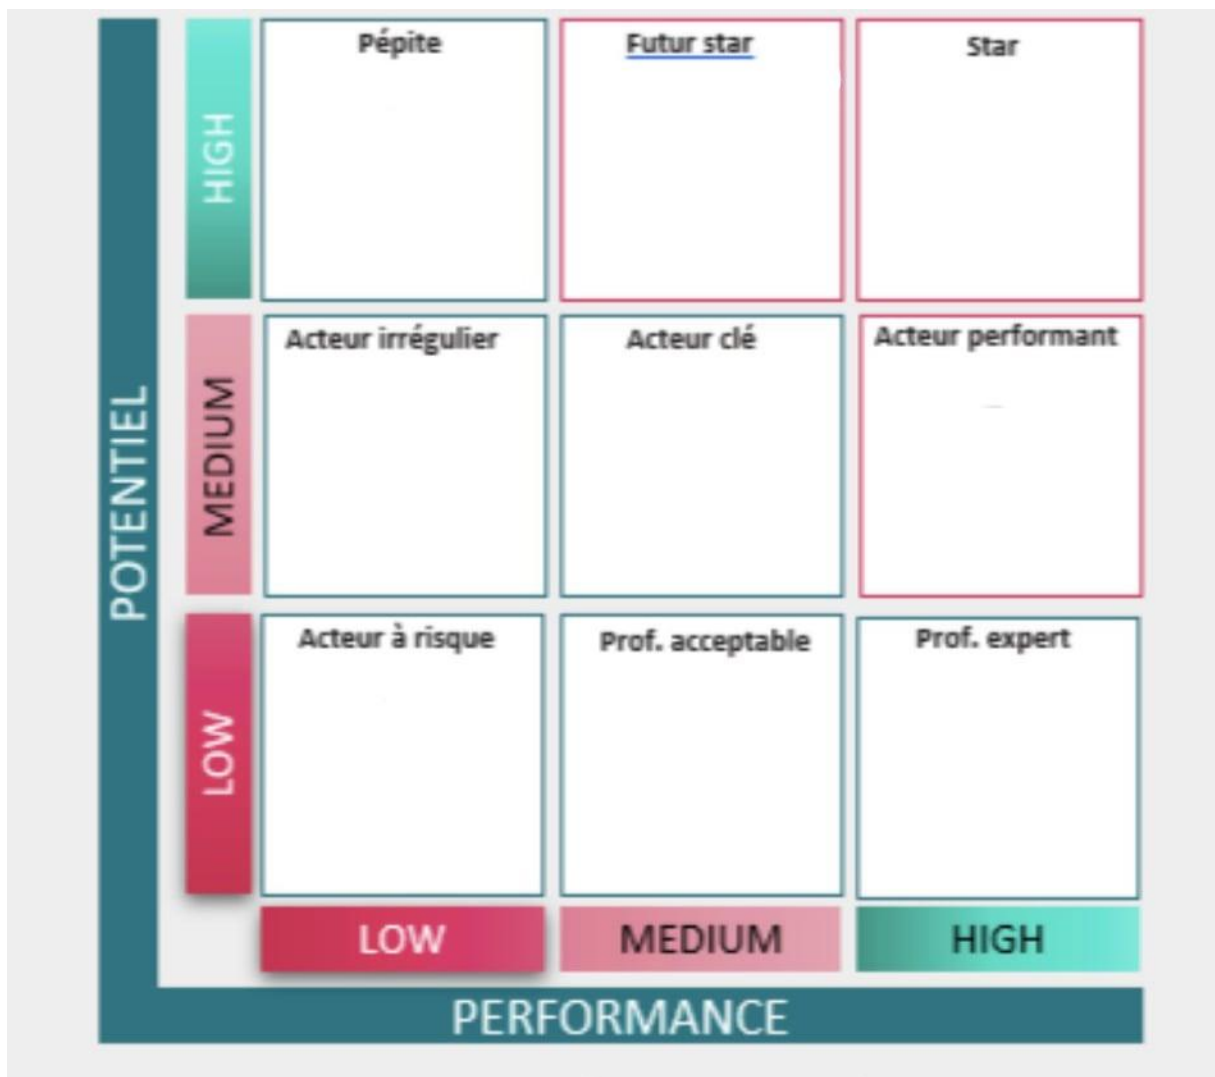 POTENTIEL
HIGH
Pépite
Futur star
Star
MEDIUM
Acteur irrégulier
Acteur clé
Acteur performant
LOW
Acteur à risque
Prof. acceptable
Prof. expert
LOW
MEDIUM
HIGH
PERFORMANCE